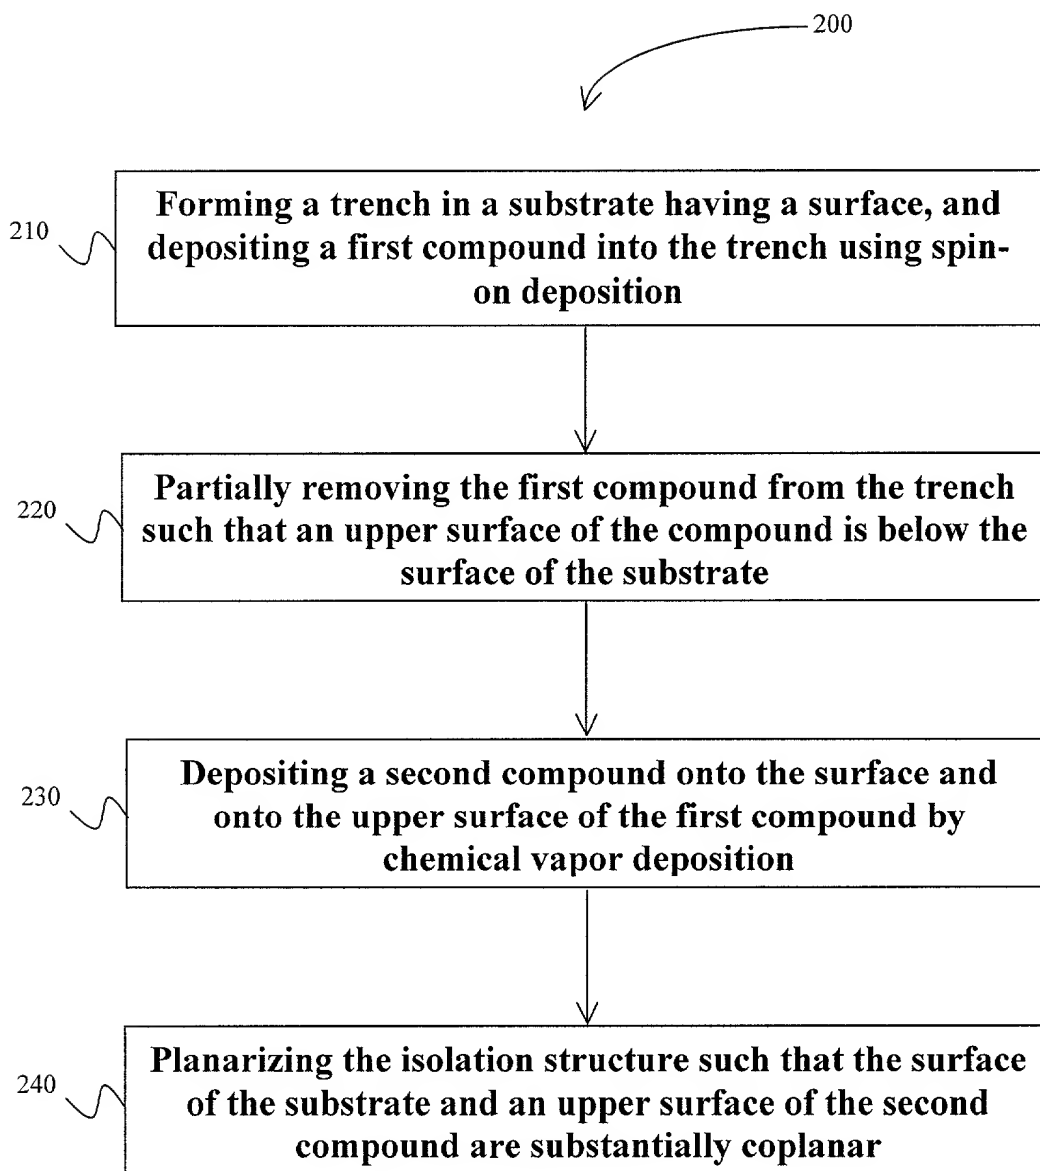 200
210
Forming a trench in a substrate having a surface, and
depositing a first compound into the trench using spin-
on deposition
220
Partially removing the first compound from the trench
such that an upper surface of the compound is below the
surface of the substrate
230
Depositing a second compound onto the surface and
onto the upper surface of the first compound by
chemical vapor deposition
240
Planarizing the isolation structure such that the surface
of the substrate and an upper surface of the second
compound are substantially coplanar